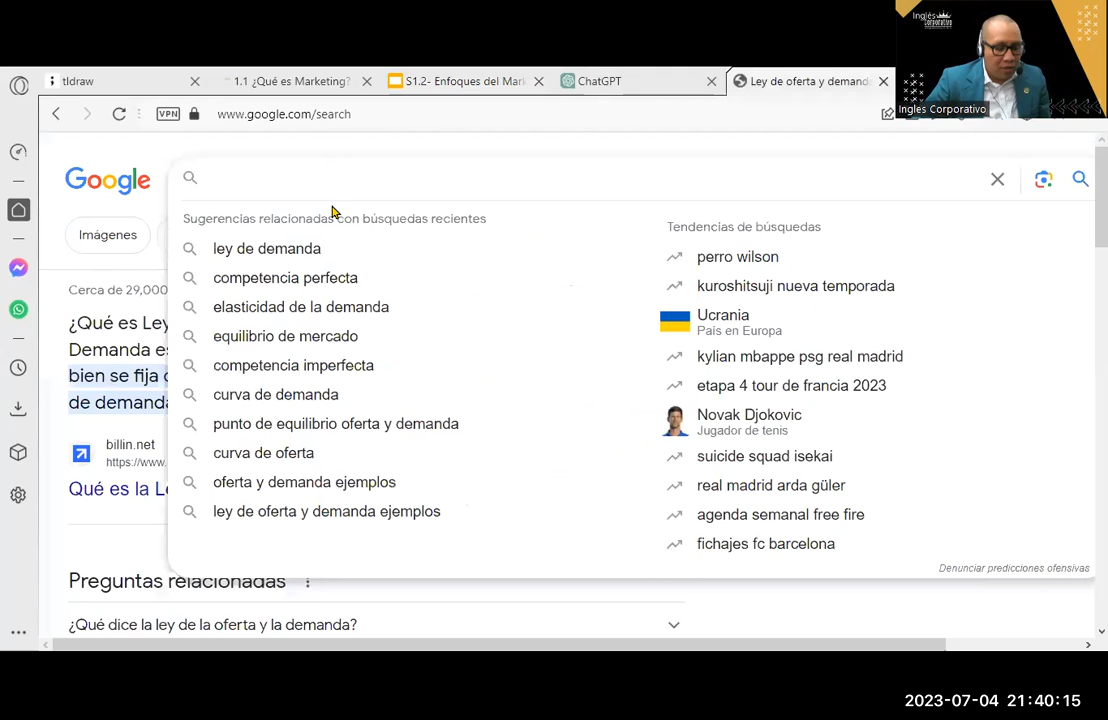 Inglés
Corporativo
Ingles Corporativo
tldraw
1.1 ¿Qué es Marketing?
S1.2- Enfoques del Mark
ChatGPT
Ley de oferta y demanda
VPN
www.google.com/search
Google
Sugerencias relacionadas con búsquedas recientes
ley de demanda
competencia perfecta
elasticidad de la demanda
equilibrio de mercado
competencia imperfecta
curva de demanda
punto de equilibrio oferta y demanda
curva de oferta
oferta y demanda ejemplos
ley de oferta y demanda ejemplos
Tendencias de búsquedas
perro wilson
kuroshitsuji nueva temporada
Ucrania
País en Europa
kylian mbappe psg real madrid
etapa 4 tour de francia 2023
Novak Djokovic
Jugador de tenis
suicide squad isekai
real madrid arda güler
agenda semanal free fire
fichajes fc barcelona
Denunciar predicciones ofensivas
Imágenes
Cerca de 29,000
¿Qué es Ley
Demanda es
bien se fija
de demanda
billin.net
https://www.
Qué es la Le
Preguntas relacionadas
¿Qué dice la ley de la oferta y la demanda?
2023-07-04 21:40:15